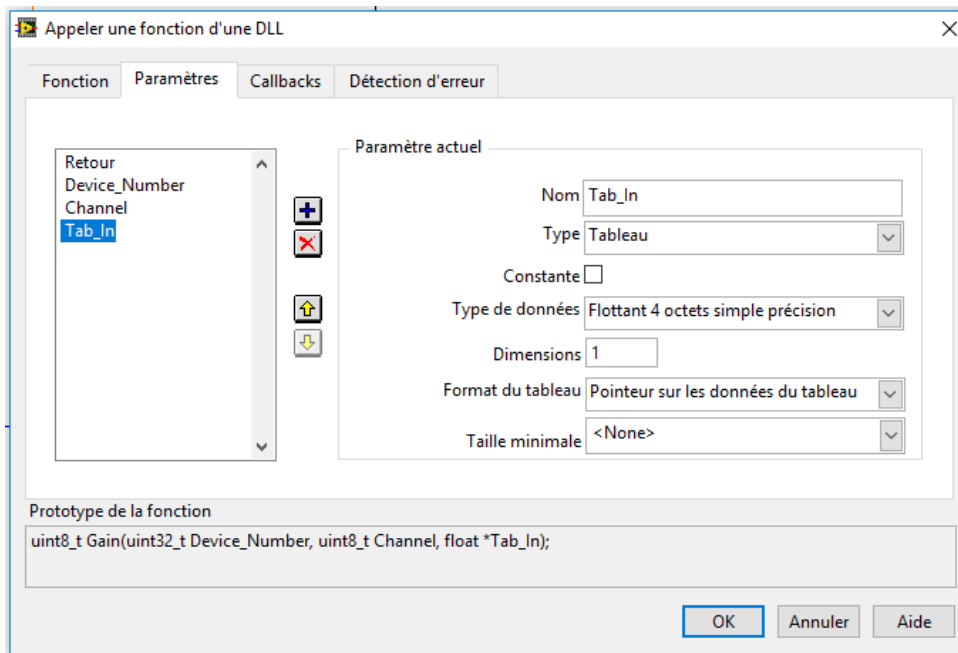 Appeler une fonction d'une DLL
Fonction Paramètres Callbacks Détection d'erreur
Paramètre actuel
Retour
Device_Number
Channel
Tab_In
Nom Tab_In
Type Tableau
Constante
Type de données Flottant 4 octets simple précision
Dimensions 1
Format du tableau Pointeur sur les données du tableau
Taille minimale <None>
Prototype de la fonction
uint8_t Gain(uint32_t Device_Number, uint8_t Channel, float *Tab_In);
OK Annuler Aide